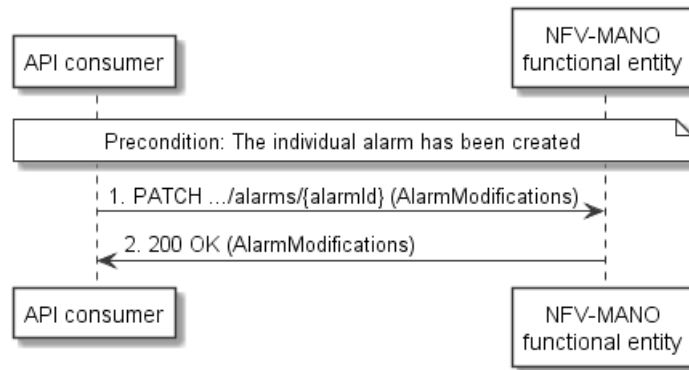 API consumer
NFV-MANO
functional entity
Precondition: The individual alarm has been created
1. PATCH .../alarms/{alarmId} (AlarmModifications)
2. 200 OK (AlarmModifications)
API consumer
NFV-MANO
functional entity